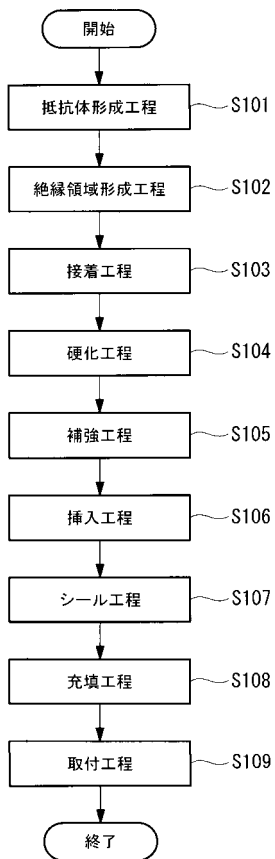 開始
抵抗体形成工程 S101
絶縁領域形成工程 S102
接着工程 S103
硬化工程 S104
補強工程 S105
挿入工程 S106
シール工程 S107
充填工程 S108
取付工程 S109
終了